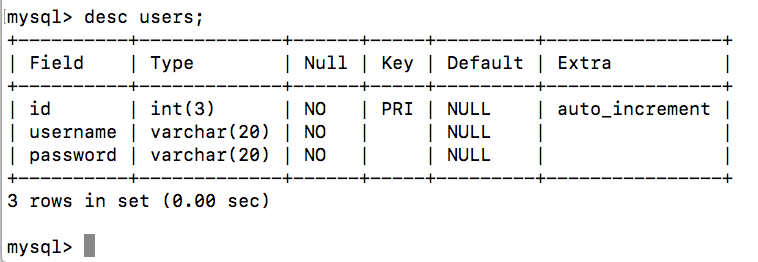 mysql> desc users;
+----------+-------------+------+-----+---------+----------------+
| Field    | Type        | Null | Key | Default | Extra          |
+----------+-------------+------+-----+---------+----------------+
| id       | int(3)      | NO   | PRI | NULL    | auto_increment |
| username | varchar(20) | NO   |     | NULL    |                |
| password | varchar(20) | NO   |     | NULL    |                |
+----------+-------------+------+-----+---------+----------------+
3 rows in set (0.00 sec)
mysql>